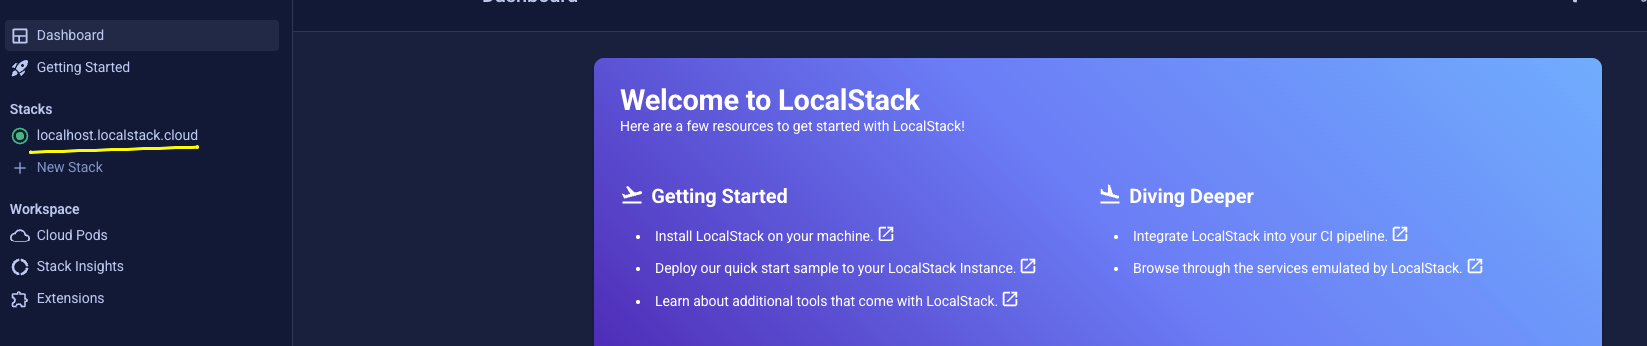 Dashboard
Dashboard
Getting Started
Stacks
localhost.localstack.cloud
New Stack
Workspace
Cloud Pods
Stack Insights
Extensions
Welcome to LocalStack
Here are a few resources to get started with LocalStack!
Getting Started
Install LocalStack on your machine.
Deploy our quick start sample to your LocalStack Instance.
Learn about additional tools that come with LocalStack.
Diving Deeper
Integrate LocalStack into your CI pipeline.
Browse through the services emulated by LocalStack.